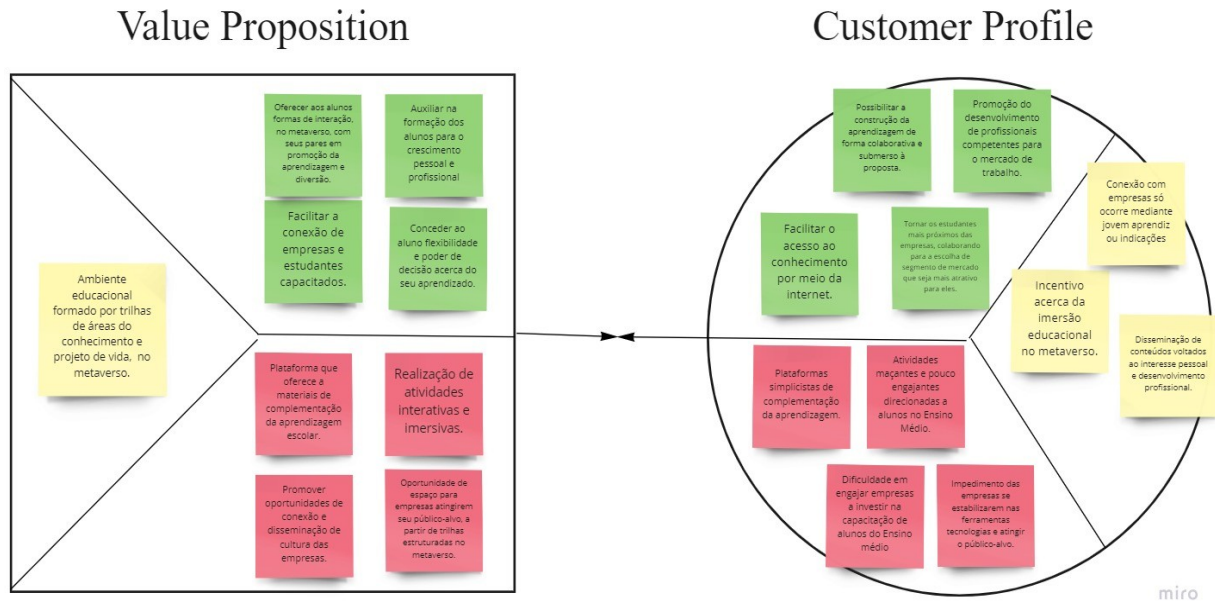 Value Proposition
Customer Profile
Oferecer aos alunos
formas de interação,
no metaverso, com
seus pares em
promoção da
aprendizagem e
diversão.
Auxiliar na
formação dos
alunos para o
crescimento
pessoal e
profissional
Facilitar a
conexão de
empresas e
estudantes
capacitados.
Conceder ao
aluno flexibilidade
e poder de
decisão acerca do
seu aprendizado.
Ambiente
educacional
formado por trilhas
de áreas do
conhecimento e
projeto de vida, no
metaverso.
Plataforma que
oferece a
materiais de
complementação
da aprendizagem
escolar.
Realização de
atividades
interativas e
imersivas.
Promover
oportunidades de
conexão e
disseminação de
cultura das
empresas.
Oportunidade de
espaço para
empresas atingirem
seu público-alvo, a
partir de trilhas
estruturadas no
metaverso.
Possibilitar a
construção da
aprendizagem de
forma colaborativa e
submerso à
proposta.
Promoção do
desenvolvimento
de profissionais
competentes para
o mercado de
trabalho.
Facilitar o
acesso ao
conhecimento
por meio da
internet.
Tornar os estudantes
mais próximos das
empresas, colaborando
para a escolha de
segmento de mercado
que seja mais atrativo
para eles.
Conexão com
empresas só
ocorre mediante
jovem aprendiz
ou indicações
Incentivo
acerca da
imersão
educacional
no metaverso.
Disseminação de
conteúdos voltados
ao interesse pessoal
e desenvolvimento
profissional.
Plataformas
simplicistas de
complementação
da aprendizagem.
Atividades
maçantes e pouco
engajantes
direcionadas a
alunos no Ensino
Médio.
Dificuldade em
engajar empresas
a investir na
capacitação de
alunos do Ensino
médio
Impedimento das
empresas se
estabilizarem nas
ferramentas
tecnologias e atingir
o público-alvo.
miro